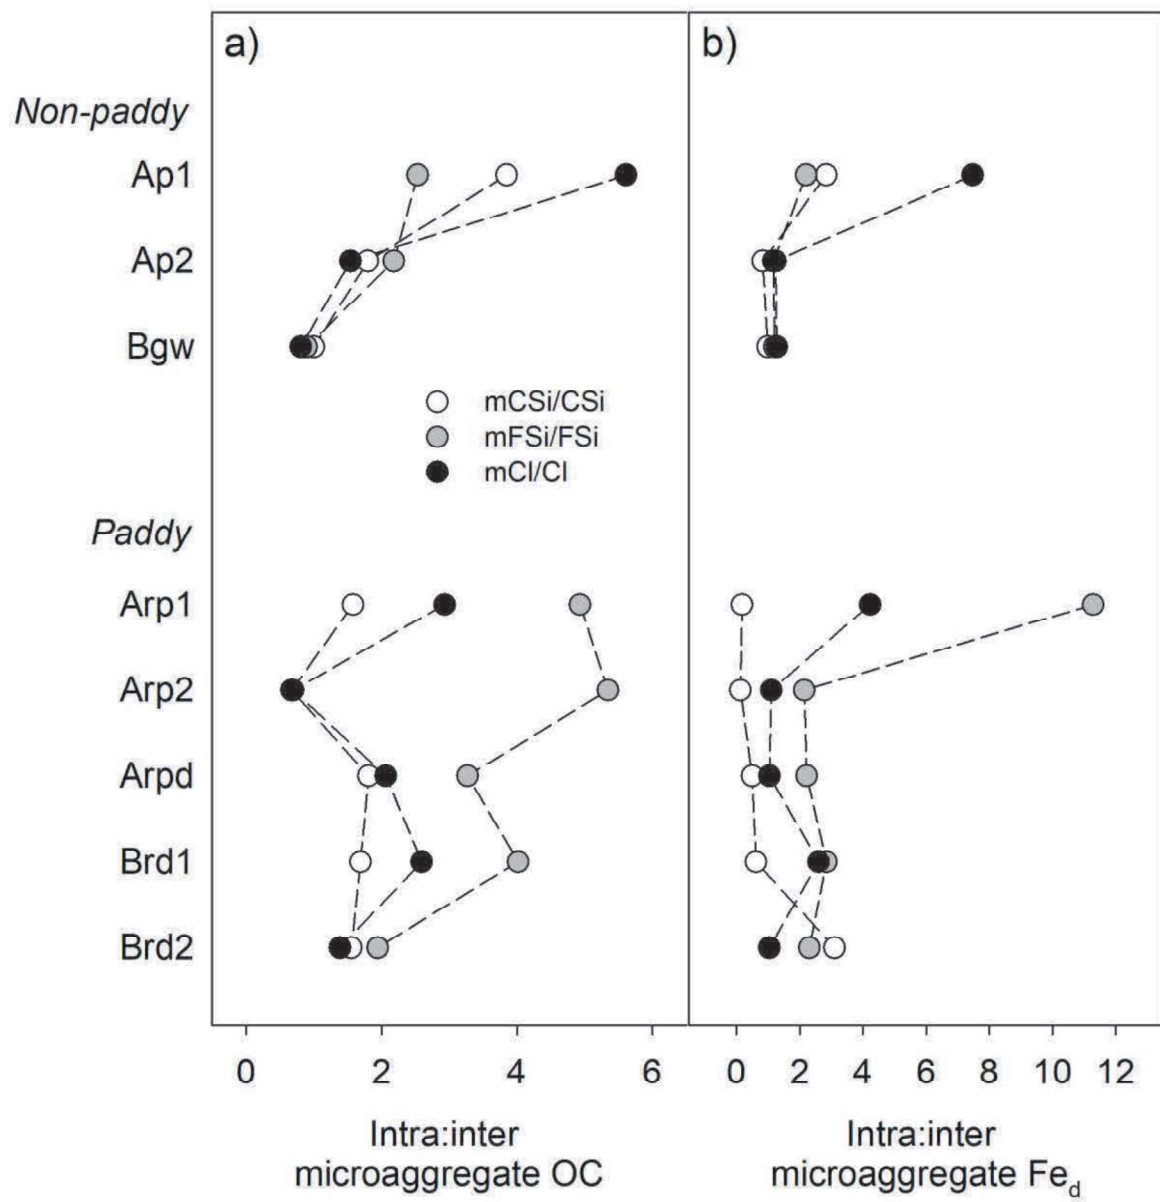 a)
b)
Non-paddy
Ap1
Ap2
Bgw
mCSi/CSi
mFSi/FSi
mCl/Cl
Paddy
Arp1
Arp2
Arpd
Brd1
Brd2
0 2 4 6
0 2 4 6 8 10 12
Intra:inter
microaggregate OC
Intra:inter
microaggregate Fed